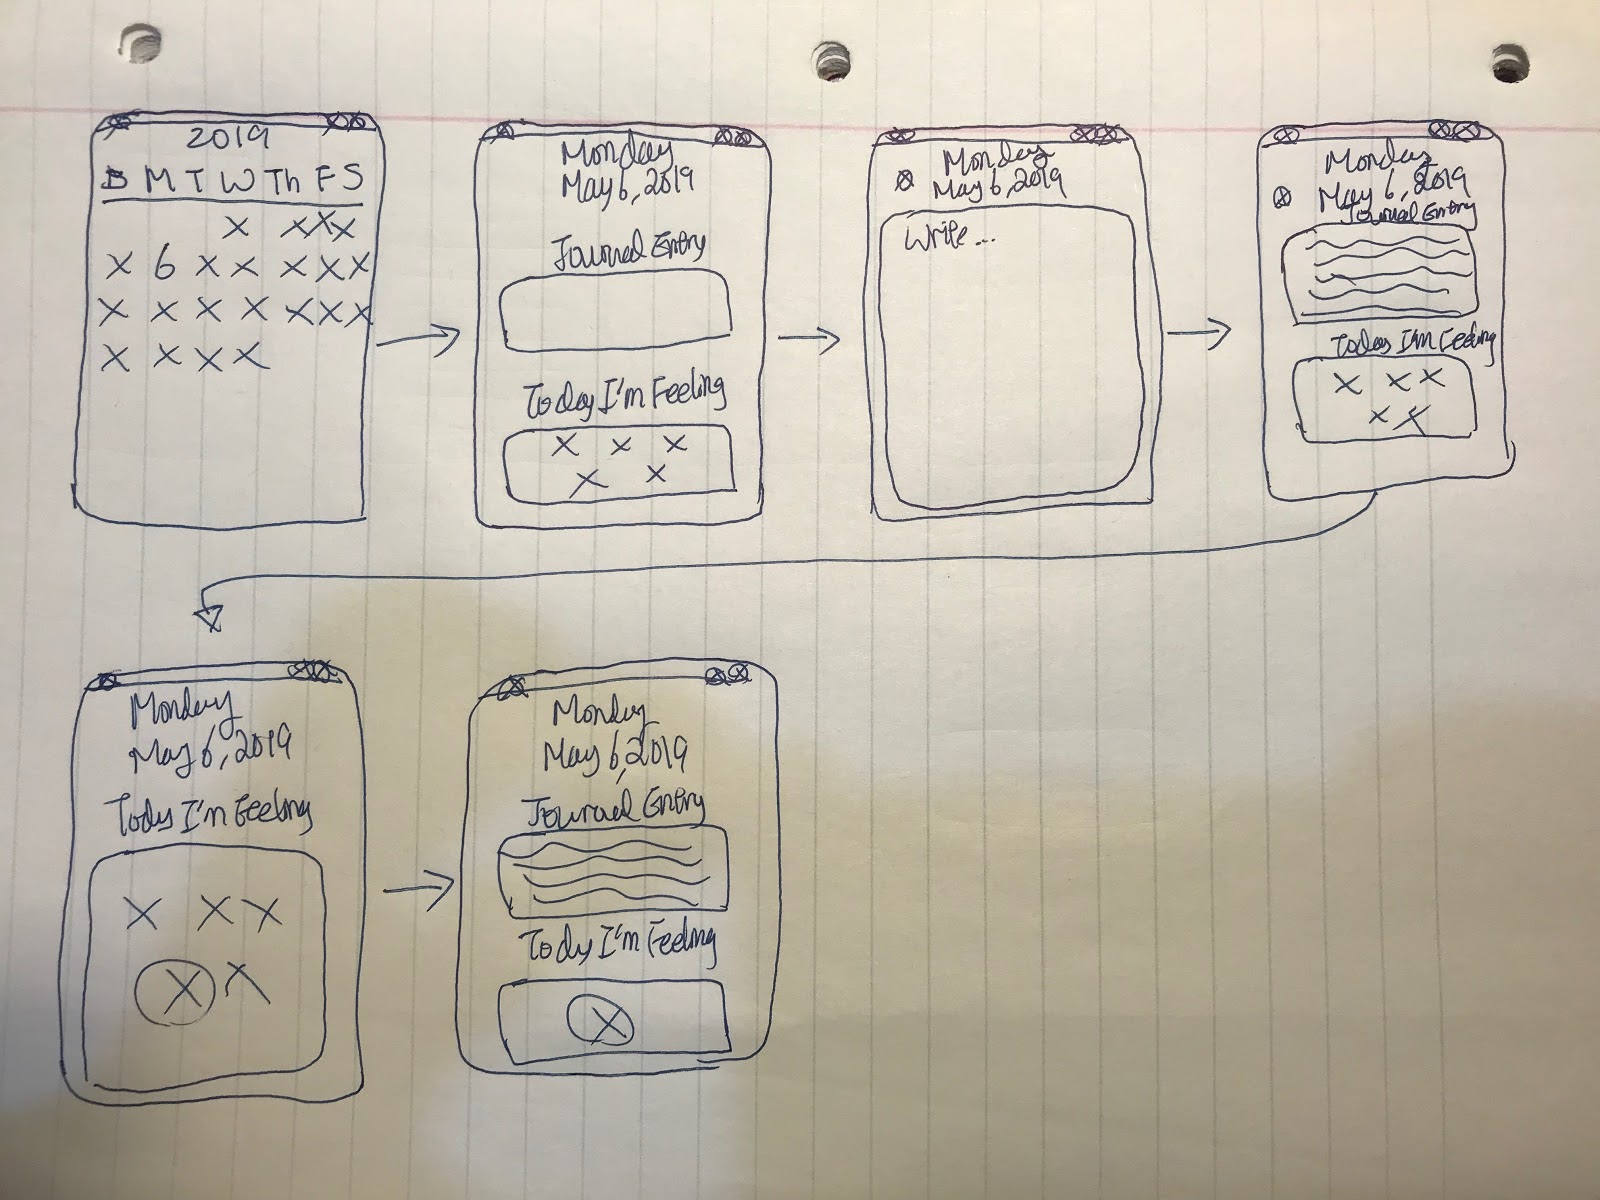 2019
S M T W Th F S
X X X X
X 6 X X X X X
X X X X X X X
X X X X
Monday
May 6, 2019
Journal Entry
Today I'm Feeling
X X X
X X
Monday
May 6, 2019
Write...
Monday
May 6, 2019
Journal Entry
Today I'm Feeling
X X X
X X
Monday
May 6, 2019
Today I'm Feeling
X X X
X X
Monday
May 6, 2019
Journal Entry
Today I'm Feeling
X